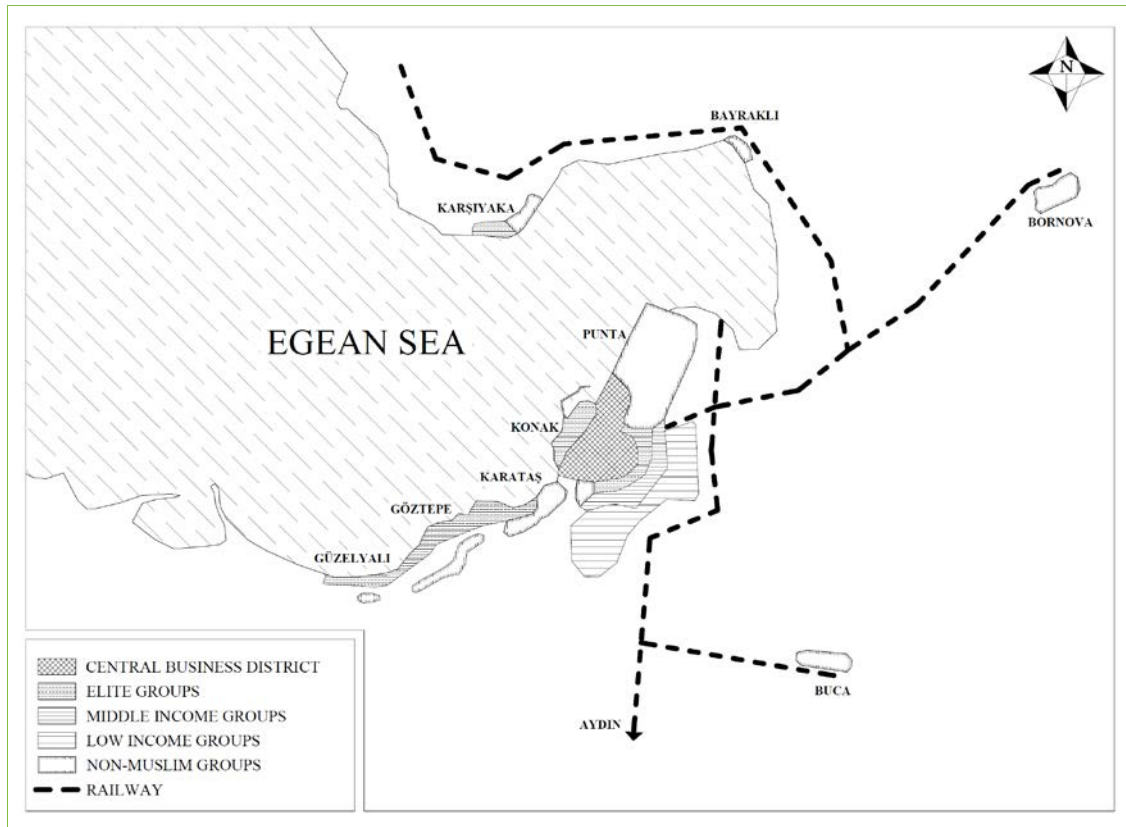 N
BAYRAKLI
KARŞIYAKA
BORNOVA
PUNTA
EGEAN SEA
KONAK
KARATAŞ
GÖZTEPE
GÜZELYALI
CENTRAL BUSINESS DISTRICT
ELITE GROUPS
MIDDLE INCOME GROUPS
LOW INCOME GROUPS
NON-MUSLIM GROUPS
RAILWAY
BUCA
AYDIN